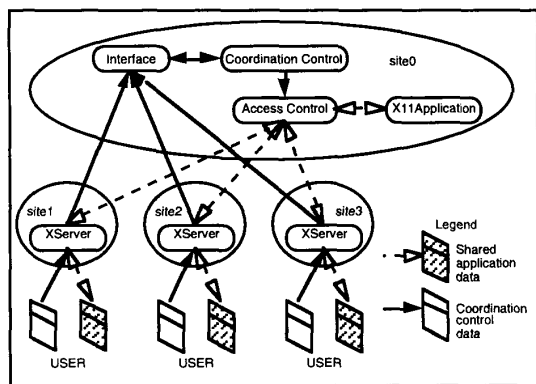 Interface
Coordination Control
site0
Access Control
X11Application
site1
XServer
site2
XServer
site3
XServer
Legend
Shared
application
data
Coordination
control
data
USER
USER
USER